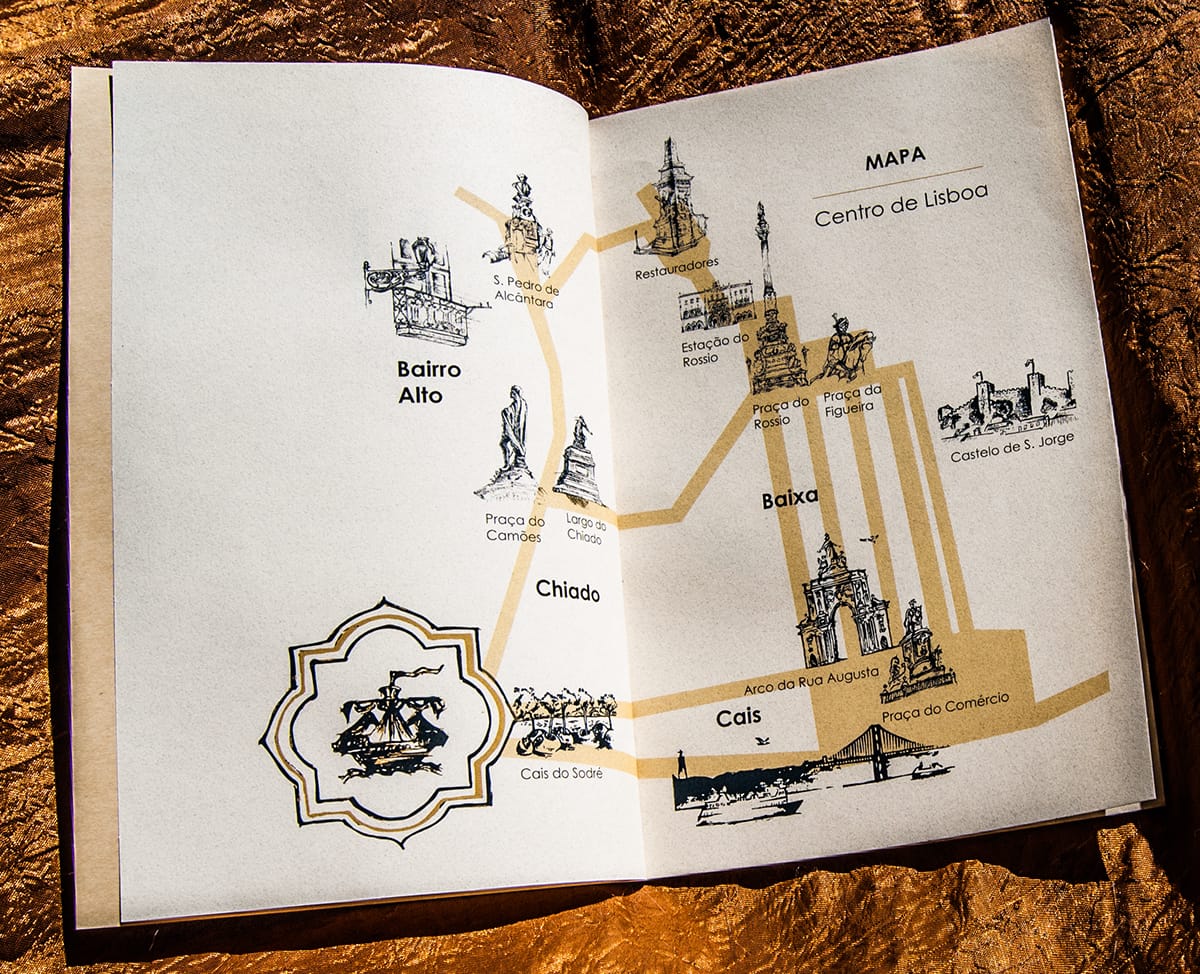 S. Pedro de
Alcântara
Bairro
Alto
Praça do
Camões
Largo do
Chiado
Chiado
Cais do Sodré
MAPA
Centro de Lisboa
Restauradores
Estação do
Rossio
Praça do
Rossio
Praça da
Figueira
Castelo de S. Jorge
Baixa
Arco da Rua Augusta
Praça do Comércio
Cais